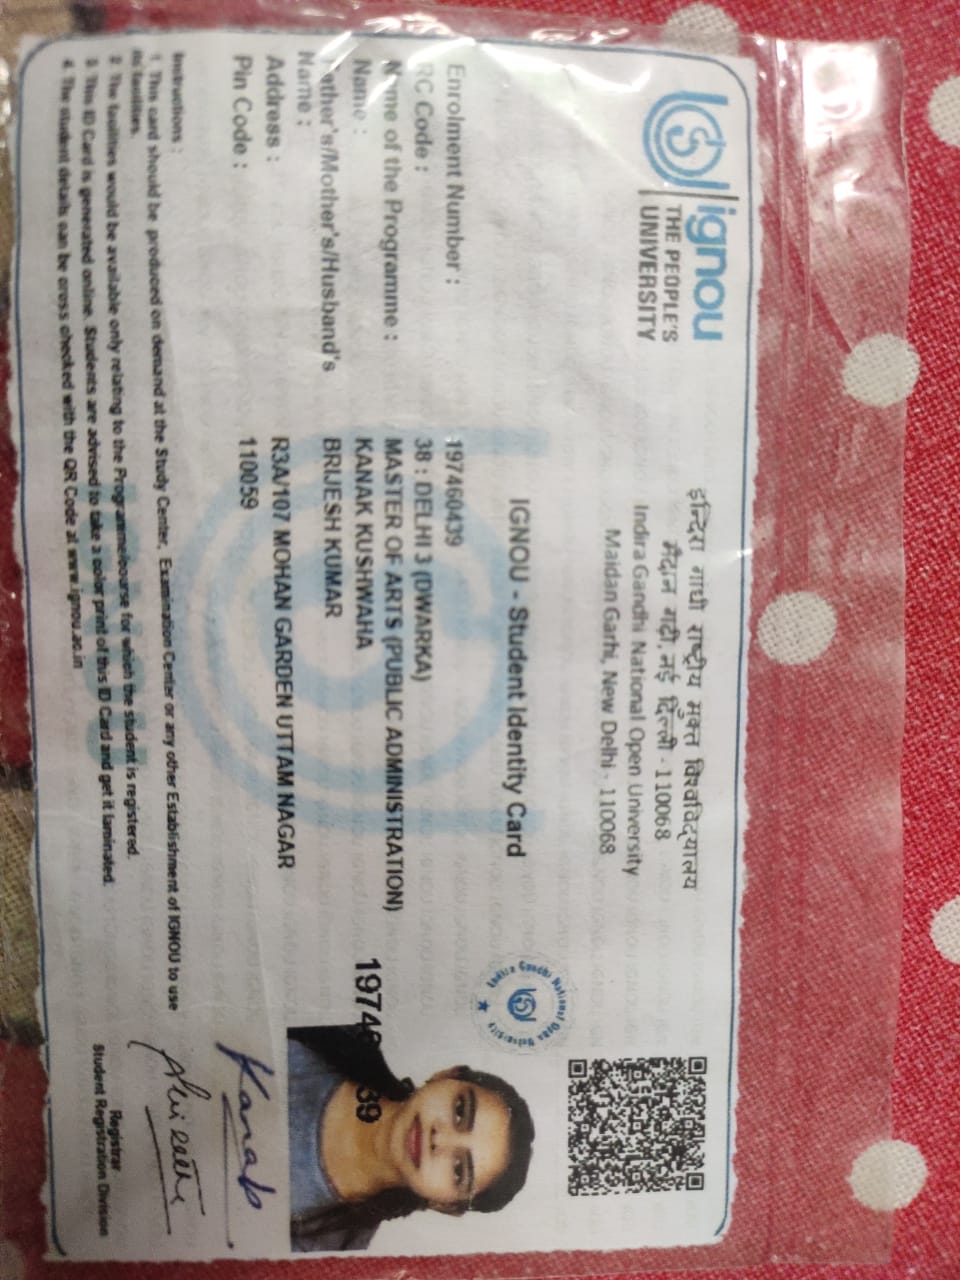 ignou
THE PEOPLE'S
UNIVERSITY
इन्दिरा गांधी राष्ट्रीय मुक्त विश्वविद्यालय
मैदान गढ़ी, नई दिल्ली - 110068
Indira Gandhi National Open University
Maidan Garhi, New Delhi - 110068
IGNOU - Student Identity Card
Indira Gandhi National Open University
Enrolment Number : 197460439
RC Code : 38 : DELHI 3 (DWARKA)
Name of the Programme : MASTER OF ARTS (PUBLIC ADMINISTRATION)
Name : KANAK KUSHWAHA
Father's/Mother's/Husband's BRIJESH KUMAR
Name :
Address : R3A/107 MOHAN GARDEN UTTAM NAGAR
Pin Code : 110059
Kanak
Instructions :
1. This card should be produced on demand at the Study Center, Examination Center or any other Establishment of IGNOU to use
its facilities.
2. The facilities would be available only relating to the Programme/course for which the student is registered.
3. This ID Card is generated online. Students are advised to take a color print of this ID Card and get it laminated.
4. The student details can be cross checked with the QR Code at www.ignou.ac.in
Registrar
Student Registration Division